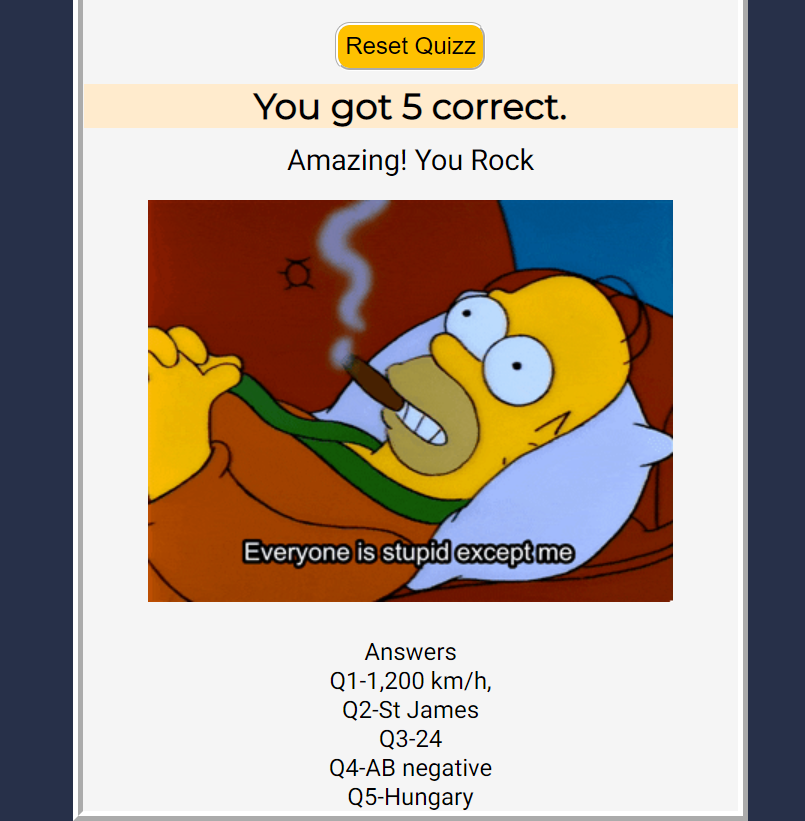 Reset Quizz
You got 5 correct.
Amazing! You Rock
Everyone is stupid except me
Answers
Q1-1,200 km/h,
Q2-St James
Q3-24
Q4-AB negative
Q5-Hungary